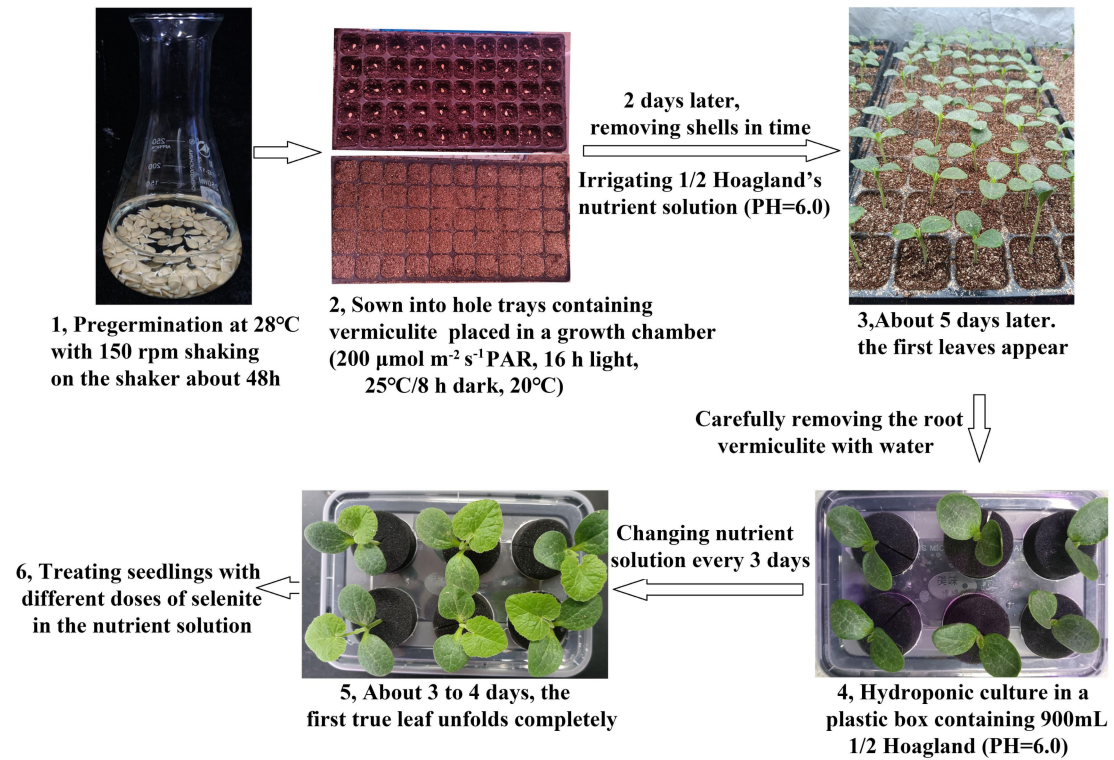 250
200
150
1, Pregermination at 28℃
with 150 rpm shaking
on the shaker about 48h
2, Sown into hole trays containing
vermiculite placed in a growth chamber
(200 μmol m⁻² s⁻¹ PAR, 16 h light,
25℃/8 h dark, 20℃)
2 days later,
removing shells in time
Irrigating 1/2 Hoagland's
nutrient solution (PH=6.0)
3,About 5 days later.
the first leaves appear
Carefully removing the root
vermiculite with water
4, Hydroponic culture in a
plastic box containing 900mL
1/2 Hoagland (PH=6.0)
Changing nutrient
solution every 3 days
5, About 3 to 4 days, the
first true leaf unfolds completely
6, Treating seedlings with
different doses of selenite
in the nutrient solution